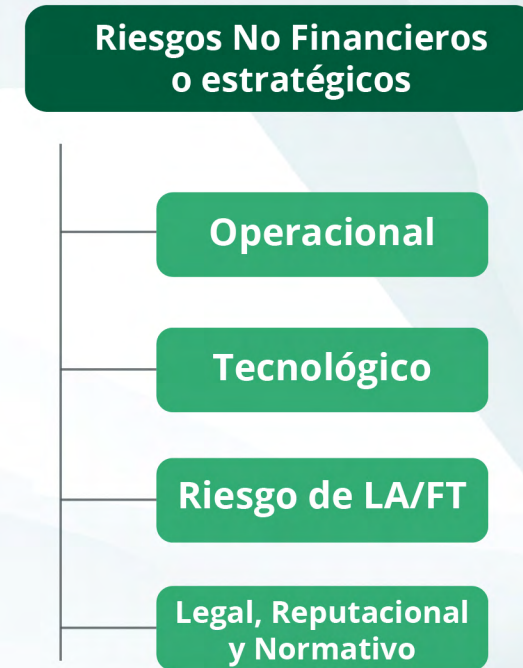 Riesgos No Financieros
o estratégicos
Operacional
Tecnológico
Riesgo de LA/FT
Legal, Reputacional
y Normativo